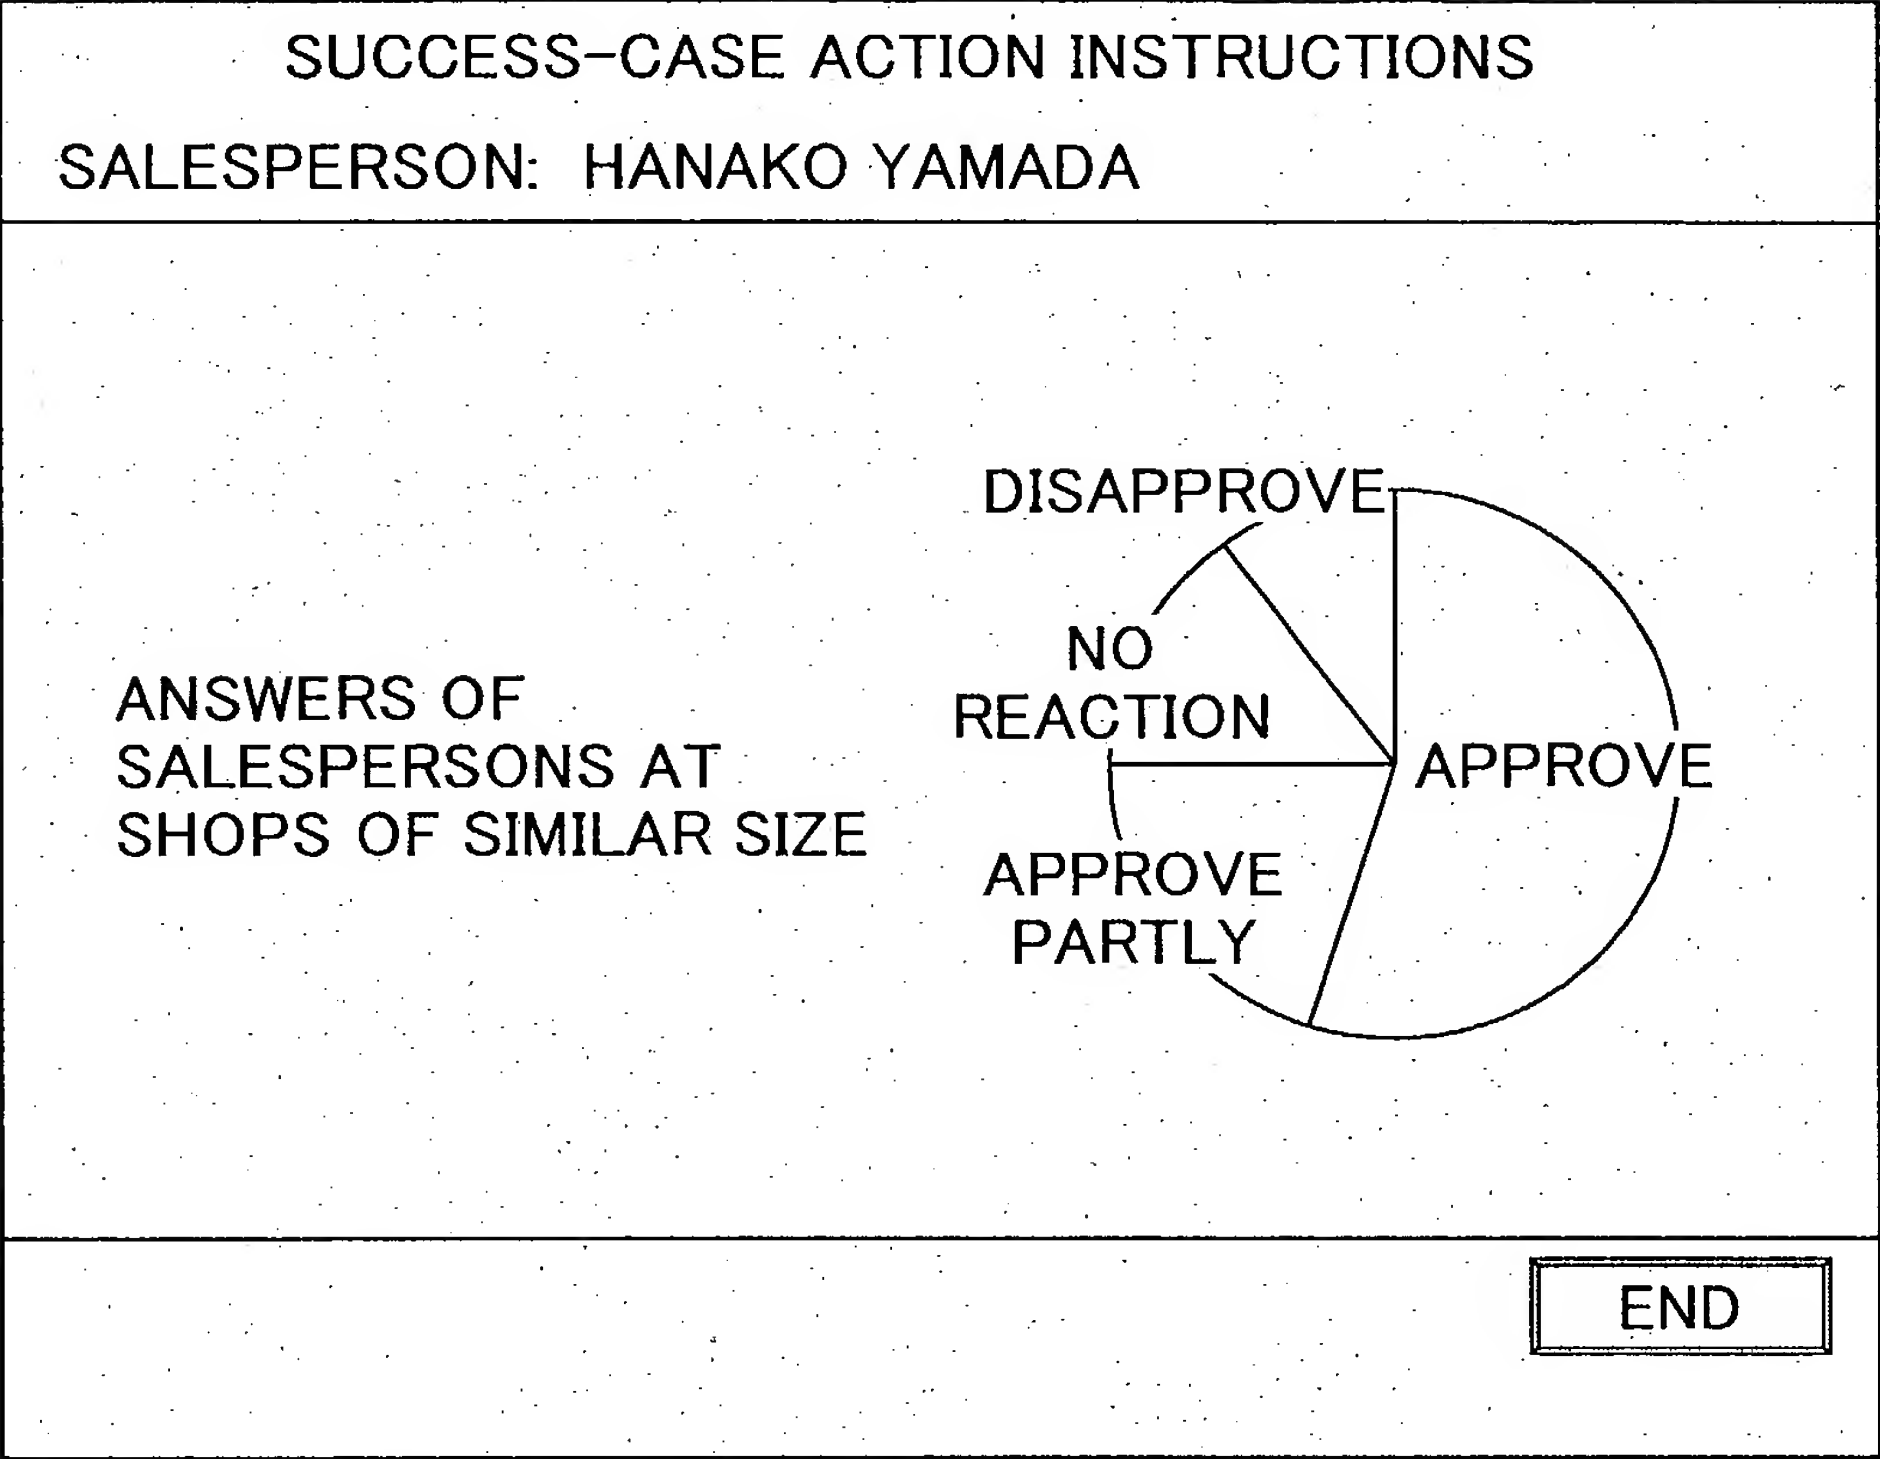 SUCCESS-CASE ACTION INSTRUCTIONS
SALESPERSON: HANAKO YAMADA
ANSWERS OF
SALESPERSONS AT
SHOPS OF SIMILAR SIZE
DISAPPROVE
NO
REACTION
APPROVE
APPROVE
PARTLY
END